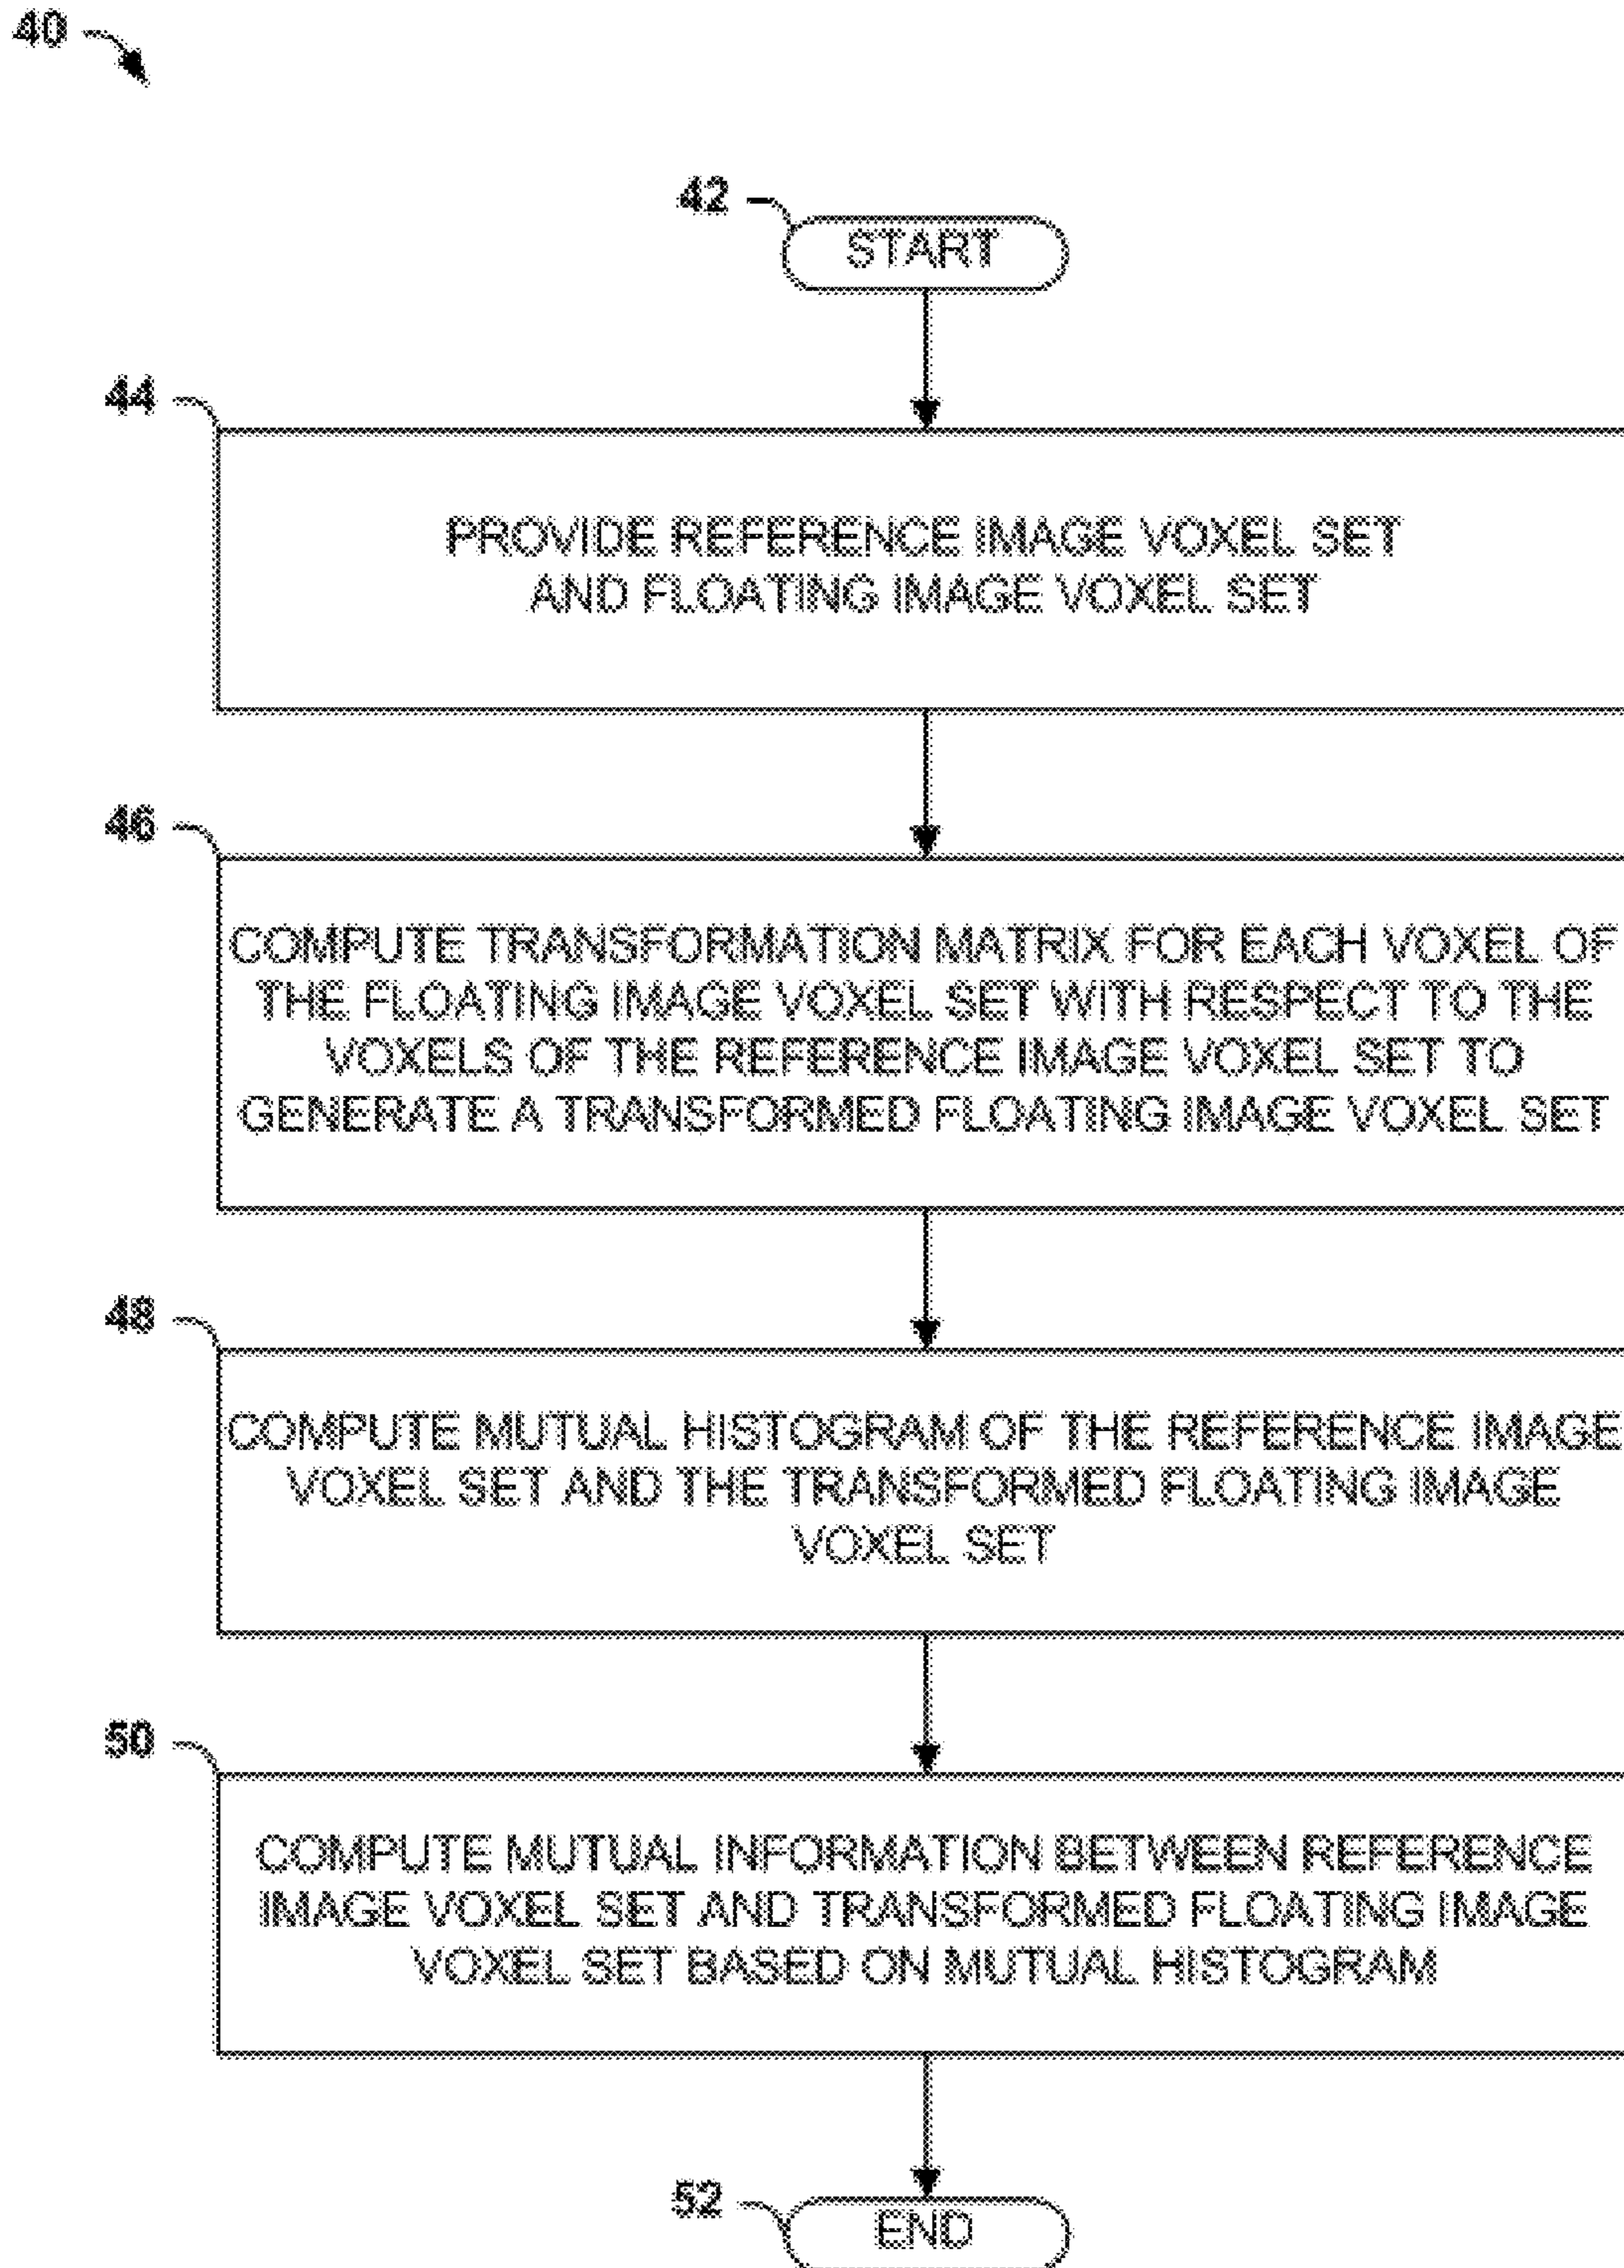 40
42
START
44
PROVIDE REFERENCE IMAGE VOXEL SET
AND FLOATING IMAGE VOXEL SET
46
COMPUTE TRANSFORMATION MATRIX FOR EACH VOXEL OF
THE FLOATING IMAGE VOXEL SET WITH RESPECT TO THE
VOXELS OF THE REFERENCE IMAGE VOXEL SET TO
GENERATE A TRANSFORMED FLOATING IMAGE VOXEL SET
48
COMPUTE MUTUAL HISTOGRAM OF THE REFERENCE IMAGE
VOXEL SET AND THE TRANSFORMED FLOATING IMAGE
VOXEL SET
50
COMPUTE MUTUAL INFORMATION BETWEEN REFERENCE
IMAGE VOXEL SET AND TRANSFORMED FLOATING IMAGE
VOXEL SET BASED ON MUTUAL HISTOGRAM
52
END